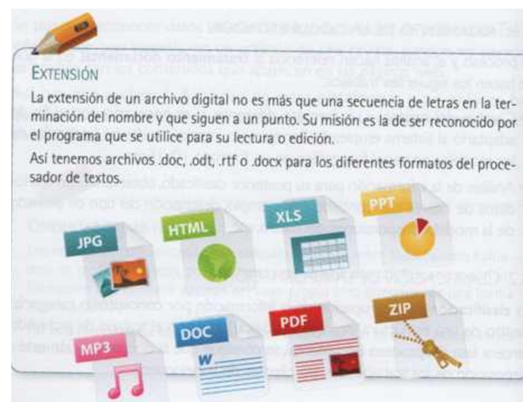 EXTENSIÓN
La extensión de un archivo digital no es más que una secuencia de letras en la ter-
minación del nombre y que siguen a un punto. Su misión es la de ser reconocido por
el programa que se utilice para su lectura o edición.
Así tenemos archivos .doc, .odt, .rtf o .docx para los diferentes formatos del proce-
sador de textos.
JPG
HTML
XLS
PPT
MP3
DOC
W
PDF
ZIP